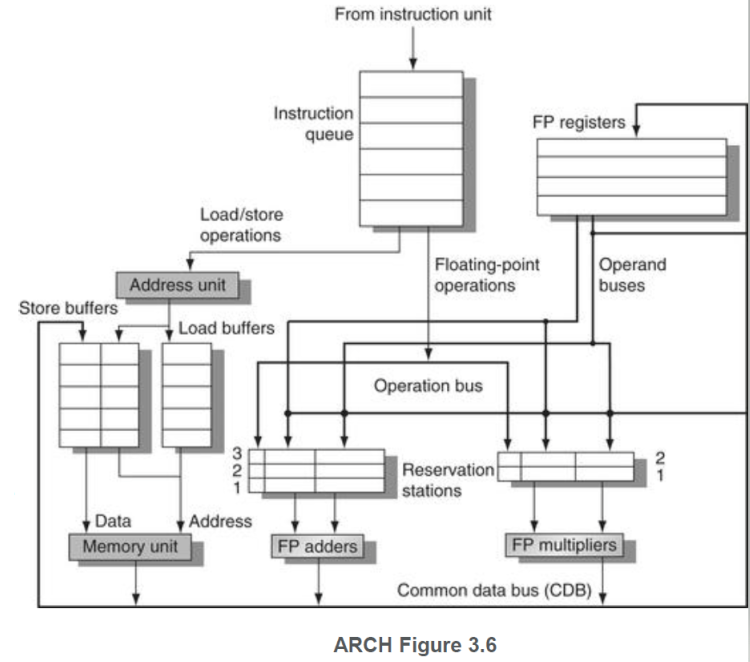 From instruction unit
Instruction
queue
FP registers
Load/store
operations
Address unit
Floating-point
operations
Operand
buses
Store buffers
Load buffers
Operation bus
3
2
1
Reservation
stations
2
1
Data
Address
Memory unit
FP adders
FP multipliers
Common data bus (CDB)
ARCH Figure 3.6